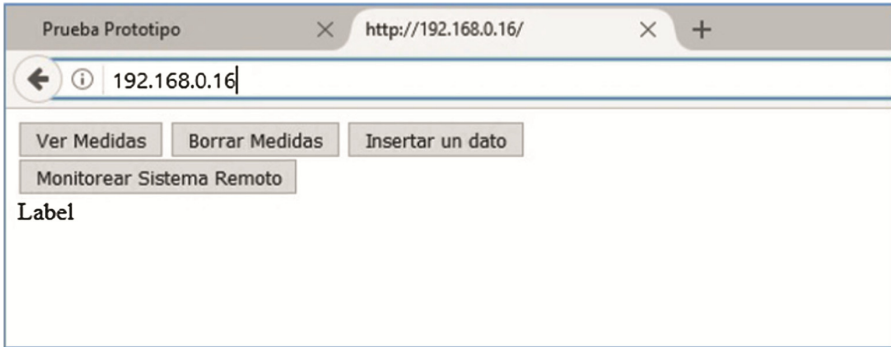 Prueba Prototipo http://192.168.0.16/
192.168.0.16
Ver Medidas Borrar Medidas Insertar un dato
Monitorear Sistema Remoto
Label